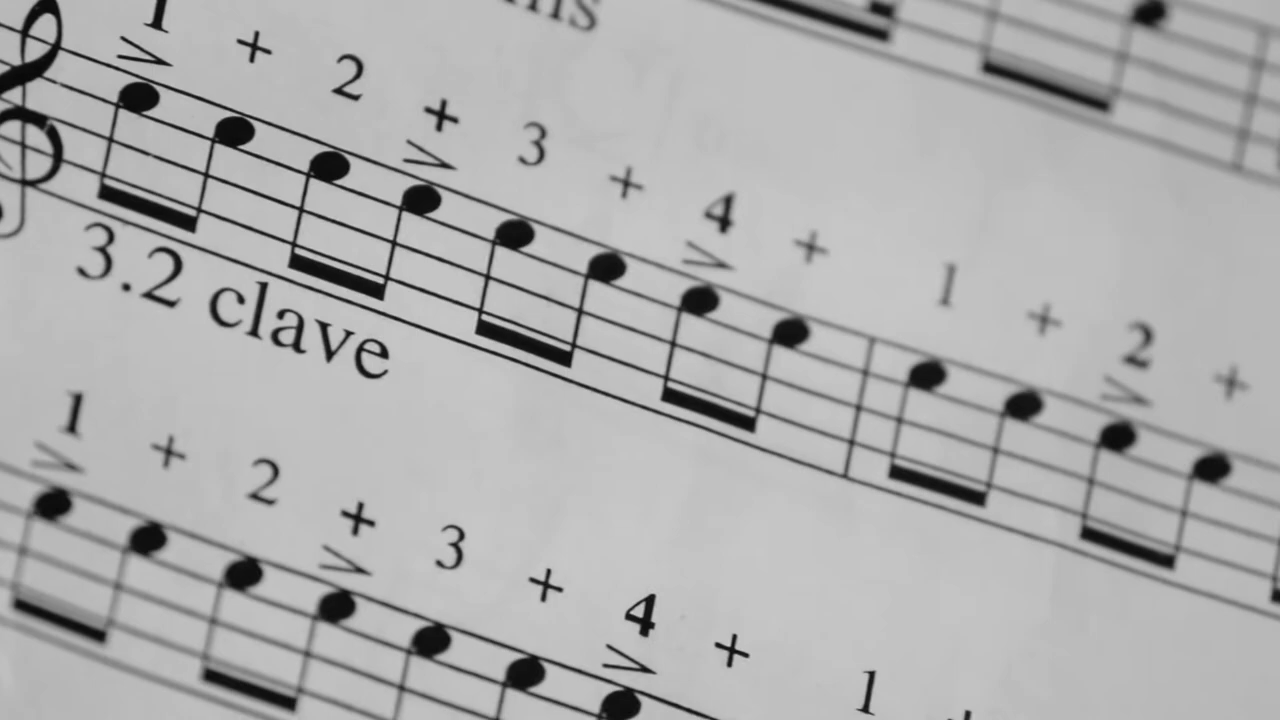 1 + 2 + 3 + 4 + 1 + 2 +
3.2 clave
1 + 2 + 3 + 4 + 1 +